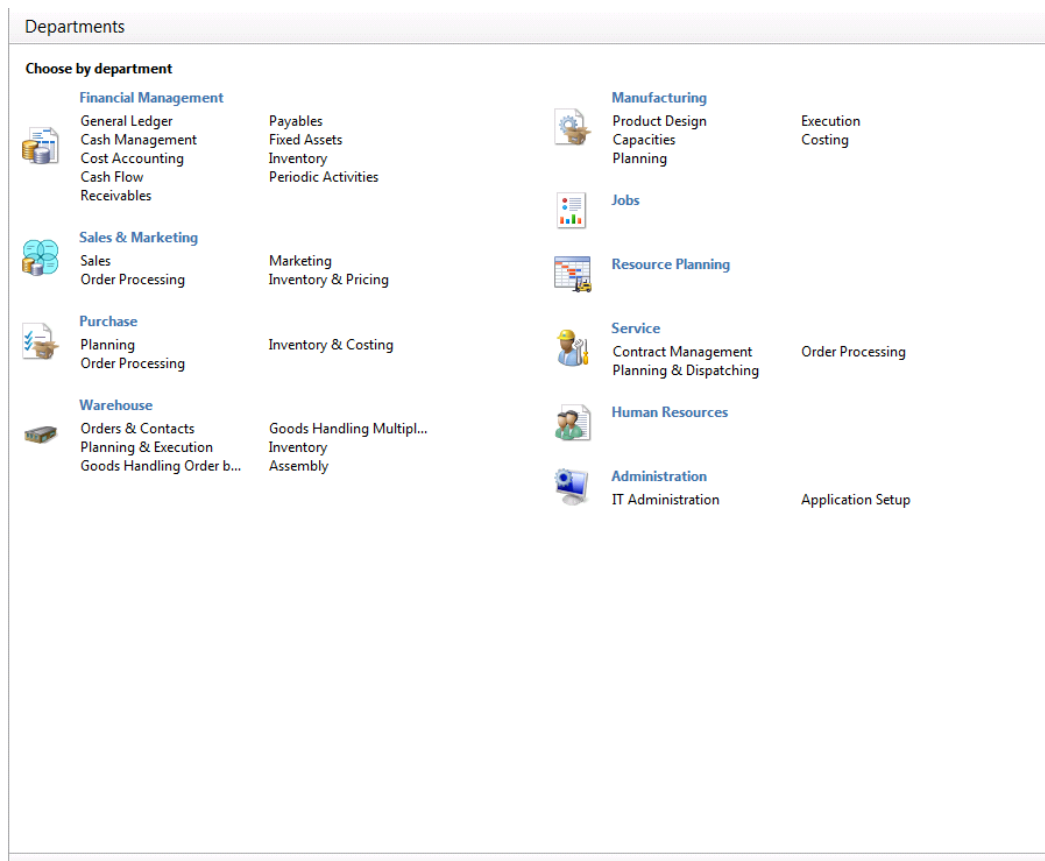 Departments
Choose by department
Financial Management
General Ledger
Cash Management
Cost Accounting
Cash Flow
Receivables
Payables
Fixed Assets
Inventory
Periodic Activities
Sales & Marketing
Sales
Order Processing
Marketing
Inventory & Pricing
Purchase
Planning
Order Processing
Inventory & Costing
Warehouse
Orders & Contacts
Planning & Execution
Goods Handling Order b...
Goods Handling Multipl...
Inventory
Assembly
Manufacturing
Product Design
Capacities
Planning
Execution
Costing
Jobs
Resource Planning
Service
Contract Management
Planning & Dispatching
Order Processing
Human Resources
Administration
IT Administration
Application Setup